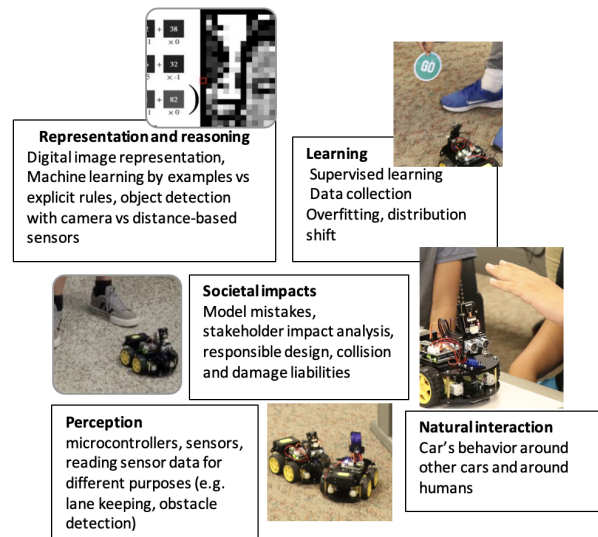 + 38
1 × 0
+ 32
5 × -1
+ 82
1 × 0
)
GO
Representation and reasoning
Digital image representation,
Machine learning by examples vs
explicit rules, object detection
with camera vs distance-based
sensors
Learning
Supervised learning
Data collection
Overfitting, distribution
shift
Societal impacts
Model mistakes,
stakeholder impact analysis,
responsible design, collision
and damage liabilities
Perception
microcontrollers, sensors,
reading sensor data for
different purposes (e.g.
lane keeping, obstacle
detection)
Natural interaction
Car's behavior around
other cars and around
humans